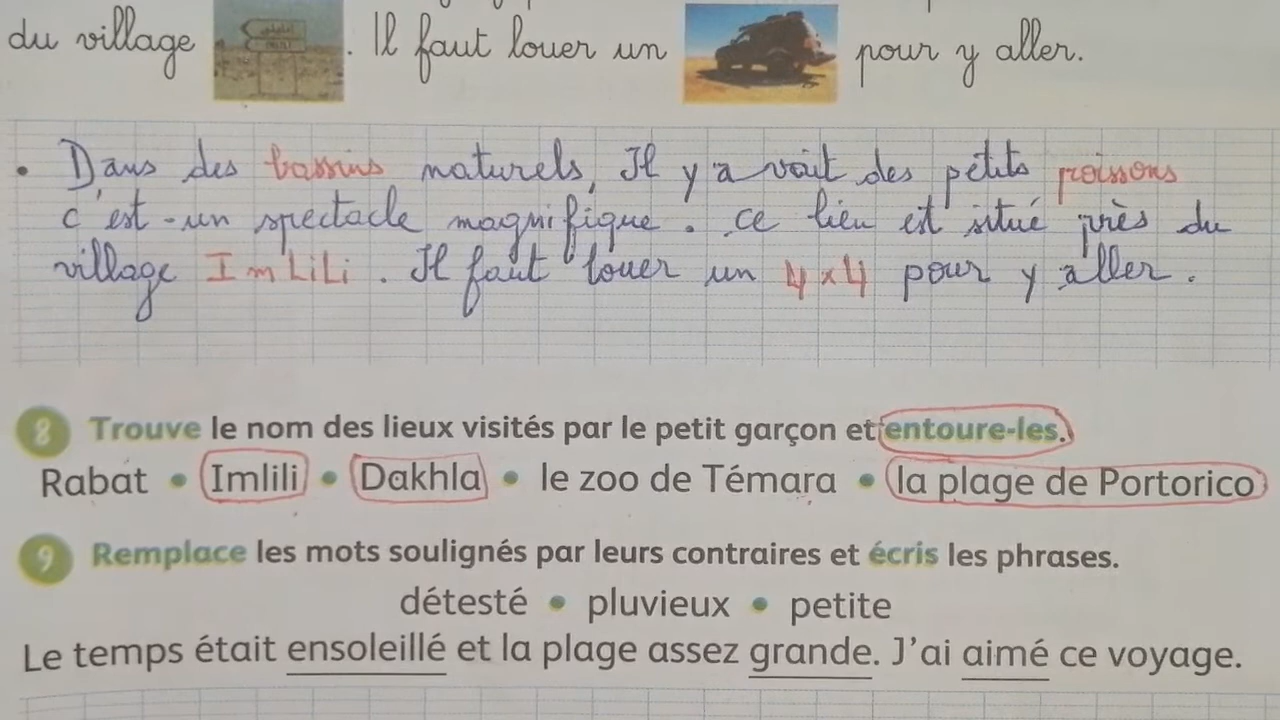 du village . Il faut louer un pour y aller.
• Dans des bassins naturels, Il y a vait des petits poissons
c'est-un spectacle magnifique. ce lieu est situé près du
village ImLiLi. Il faut louer un 4x4 pour y aller.
8 Trouve le nom des lieux visités par le petit garçon et entoure-les.
Rabat • Imlili • Dakhla • le zoo de Témara • la plage de Portorico
9 Remplace les mots soulignés par leurs contraires et écris les phrases.
détesté • pluvieux • petite
Le temps était ensoleillé et la plage assez grande. J'ai aimé ce voyage.